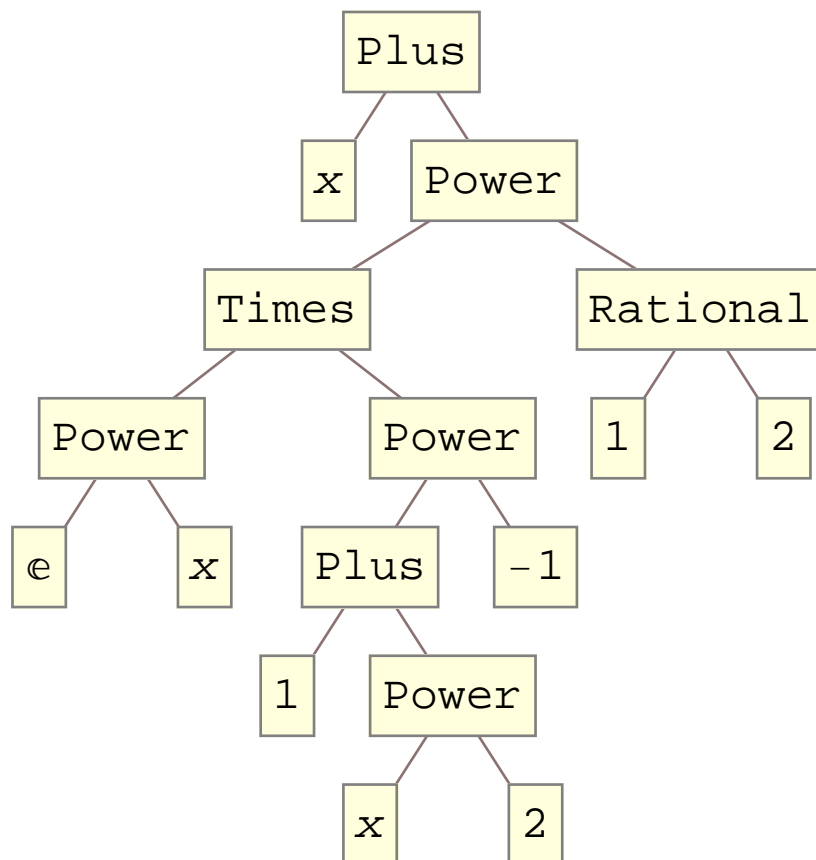 Plus
x Power
Times Rational
Power Power 1 2
ⅇ x Plus -1
1 Power
x 2